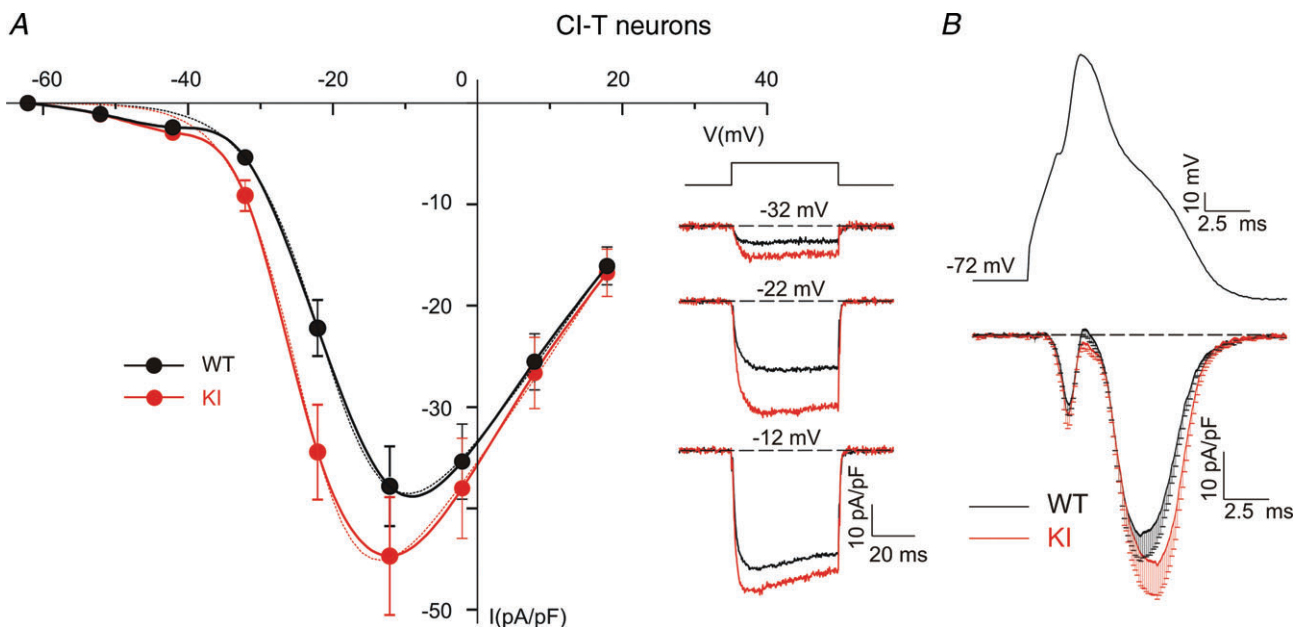 A
CI-T neurons
B
-60
-40
-20
0
20
40
V(mV)
-10
-20
-30
-40
-50
I(pA/pF)
WT
KI
-32 mV
-22 mV
-12 mV
10 pA/pF
20 ms
-72 mV
10 mV
2.5 ms
WT
KI
10 pA/pF
2.5 ms